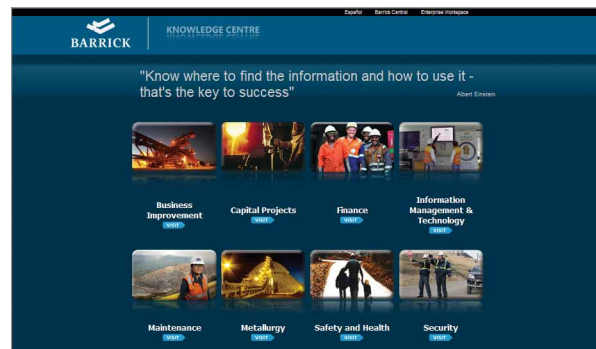 Español Barrick Central Enterprise Workspace
BARRICK
KNOWLEDGE CENTRE
"Know where to find the information and how to use it -
that's the key to success"
Albert Einstein
Business
Improvement
VISIT
Capital Projects
VISIT
Finance
VISIT
Information
Management &
Technology
VISIT
Maintenance
VISIT
Metallurgy
VISIT
Safety and Health
VISIT
Security
VISIT